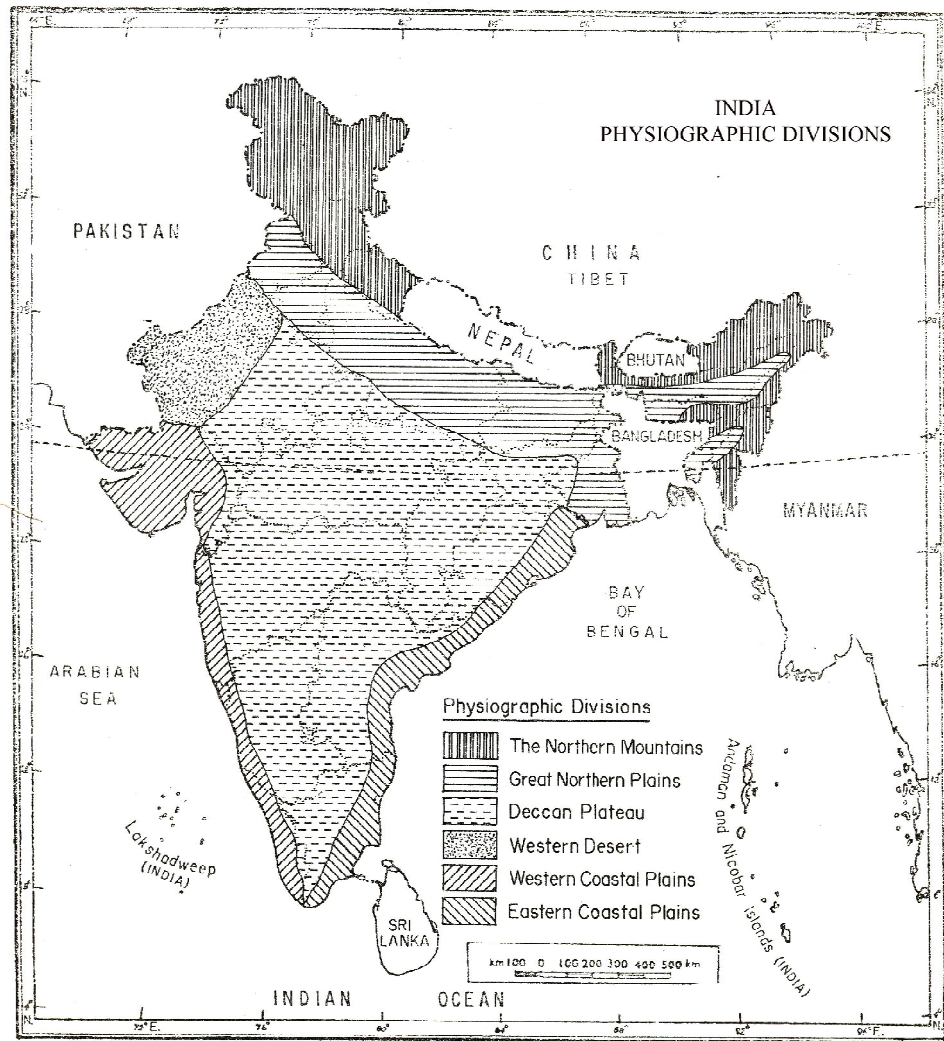 INDIA
PHYSIOGRAPHIC DIVISIONS
PAKISTAN
CHINA
TIBET
NEPAL
BHUTAN
BANGLADESH
MYANMAR
BAY
OF
BENGAL
ARABIAN
SEA
Physiographic Divisions
The Northern Mountains
Great Northern Plains
Deccan Plateau
Western Desert
Western Coastal Plains
Eastern Coastal Plains
Lakshadweep
(INDIA)
Andaman and Nicobar Islands (INDIA)
SRI
LANKA
km 100 0 100 200 300 400 500 km
INDIAN OCEAN